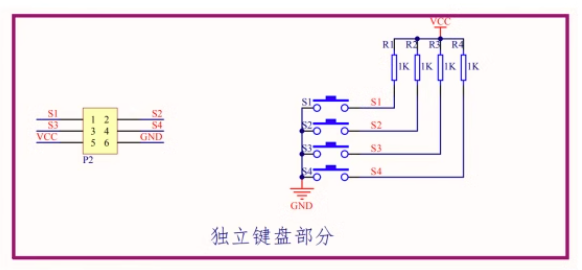 VCC
R1 R2 R3 R4
1K 1K 1K 1K
S1 1 2 S2
S3 3 4 S4
VCC 5 6 GND
P2
S1 S1
S2 S2
S3 S3
S4 S4
GND
独立键盘部分